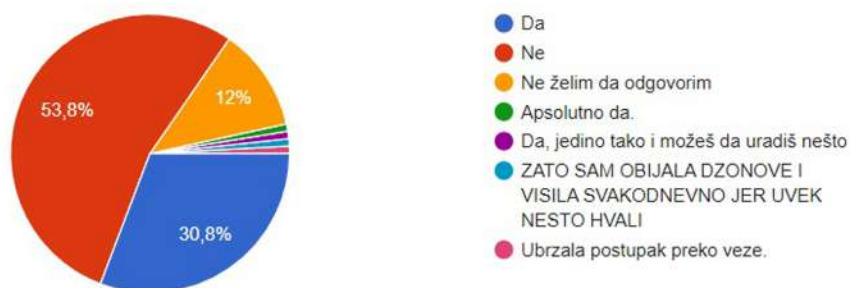 53,8%
12%
30,8%
Da
Ne
Ne želim da odgovorim
Apsolutno da.
Da, jedino tako i možeš da uradiš nešto
ZATO SAM OBIJALA DZONOVE I
VISILA SVAKODNEVNO JER UVEK
NESTO HVALI
Ubrzala postupak preko veze.